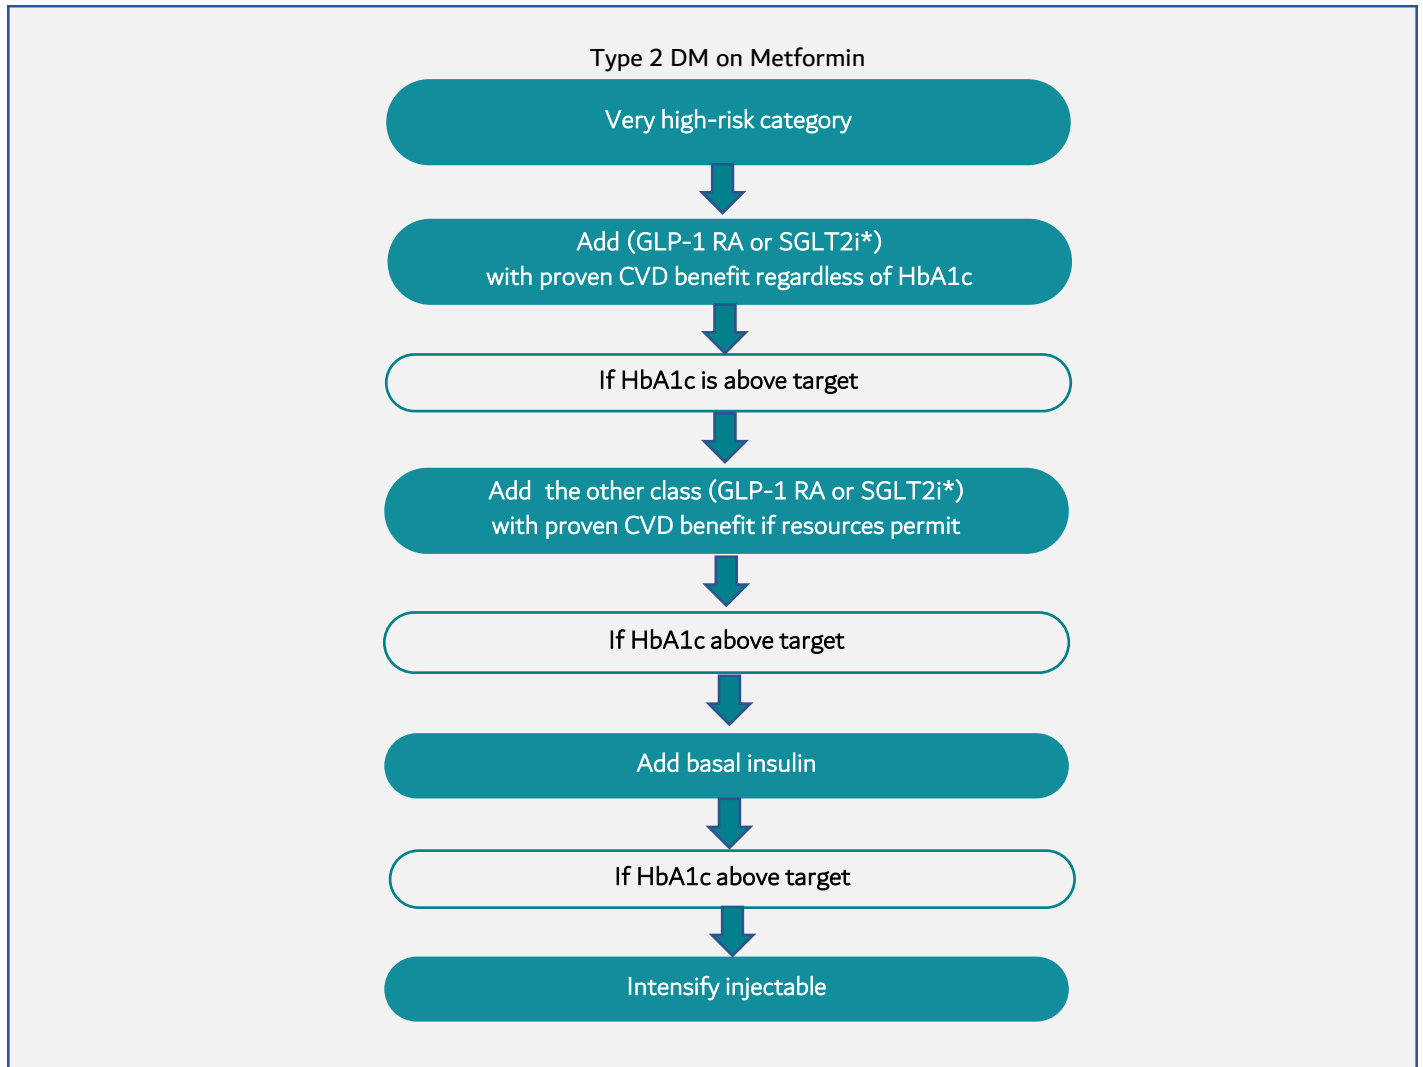 Type 2 DM on Metformin
Very high-risk category
Add (GLP-1 RA or SGLT2i*)
with proven CVD benefit regardless of HbA1c
If HbA1c is above target
Add the other class (GLP-1 RA or SGLT2i*)
with proven CVD benefit if resources permit
If HbA1c above target
Add basal insulin
If HbA1c above target
Intensify injectable